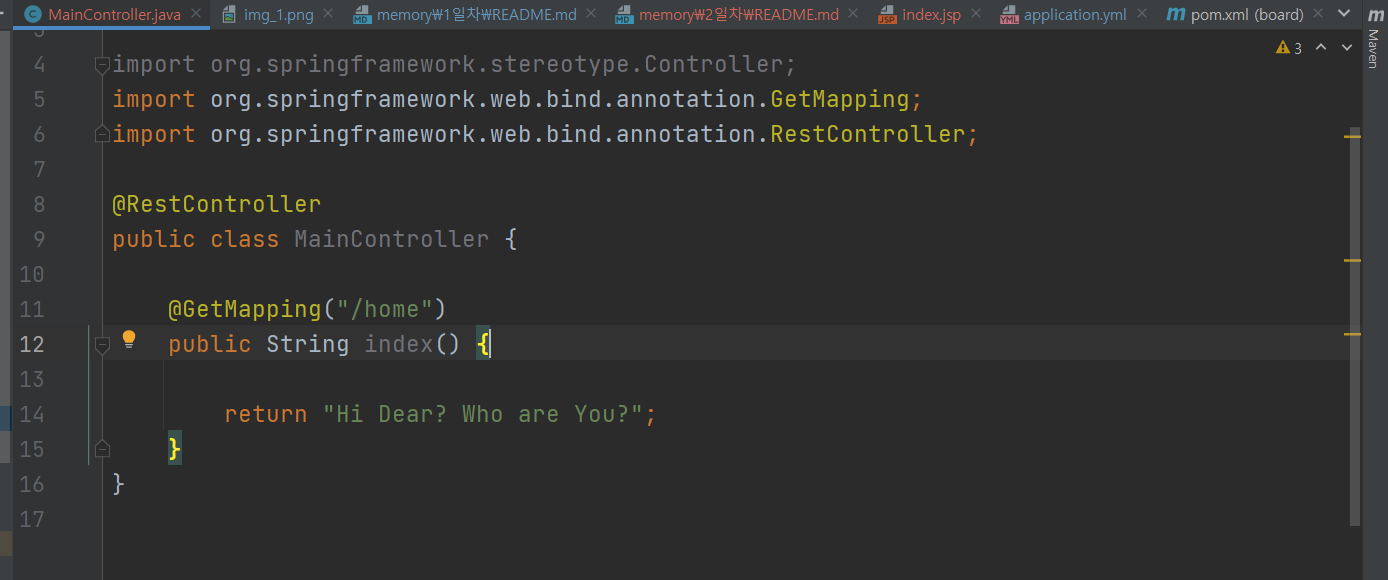 MainController.java img_1.png memory₩1일차₩README.md memory₩2일차₩README.md index.jsp application.yml pom.xml (board)
Maven
3
4 import org.springframework.stereotype.Controller;
5 import org.springframework.web.bind.annotation.GetMapping;
6 import org.springframework.web.bind.annotation.RestController;
7
8 @RestController
9 public class MainController {
10
11 @GetMapping("/home")
12 public String index() {
13
14 return "Hi Dear? Who are You?";
15 }
16 }
17